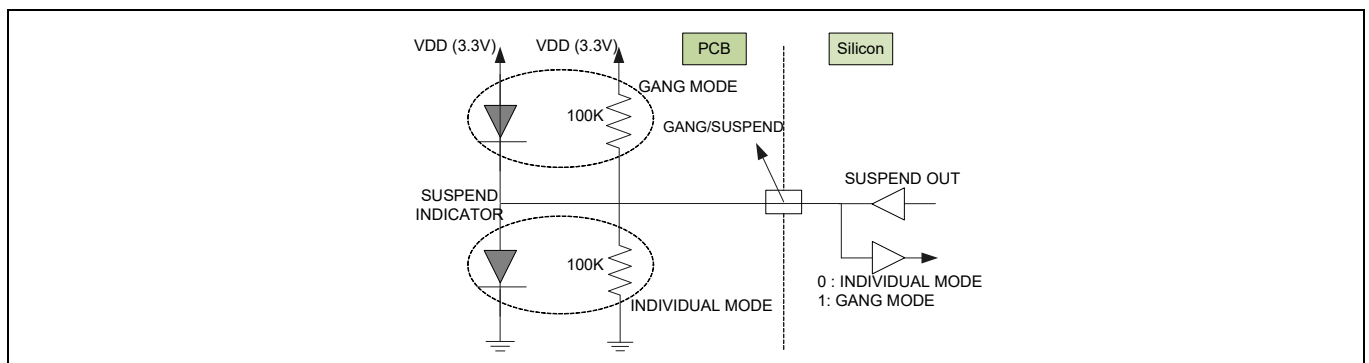 VDD (3.3V)
VDD (3.3V)
PCB
Silicon
GANG MODE
100K
GANG/SUSPEND
SUSPEND OUT
SUSPEND
INDICATOR
100K
0 : INDIVIDUAL MODE
1: GANG MODE
INDIVIDUAL MODE